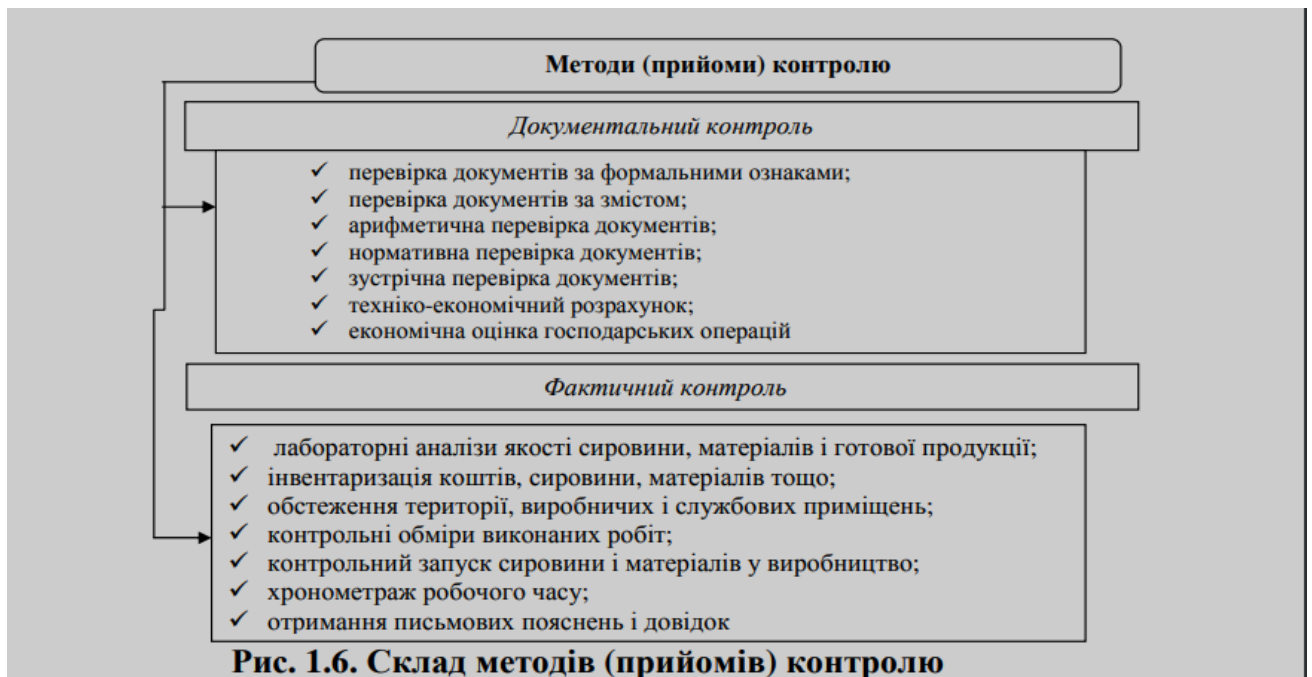 Методи (прийоми) контролю
Документальний контроль
✓ перевірка документів за формальними ознаками;
✓ перевірка документів за змістом;
✓ арифметична перевірка документів;
✓ нормативна перевірка документів;
✓ зустрічна перевірка документів;
✓ техніко-економічний розрахунок;
✓ економічна оцінка господарських операцій
Фактичний контроль
✓ лабораторні аналізи якості сировини, матеріалів і готової продукції;
✓ інвентаризація коштів, сировини, матеріалів тощо;
✓ обстеження території, виробничих і службових приміщень;
✓ контрольні обміри виконаних робіт;
✓ контрольний запуск сировини і матеріалів у виробництво;
✓ хронометраж робочого часу;
✓ отримання письмових пояснень і довідок
Рис. 1.6. Склад методів (прийомів) контролю